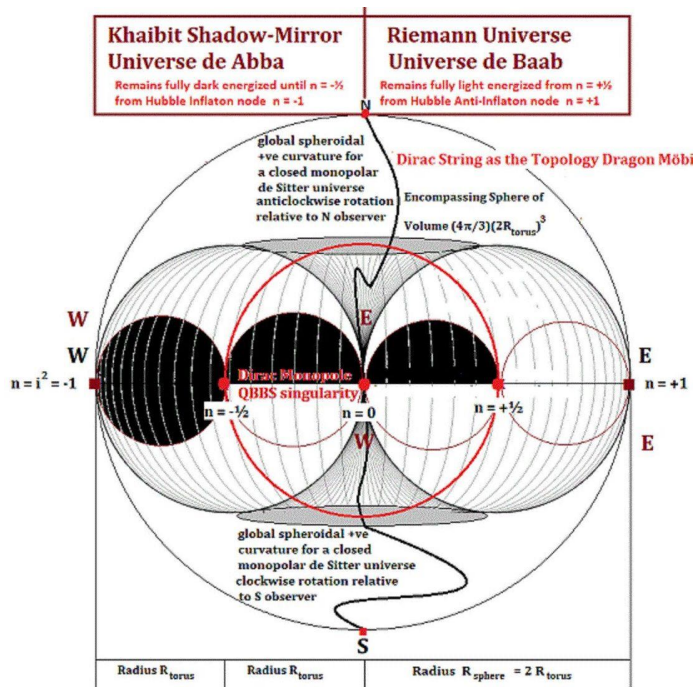 Khaibit Shadow-Mirror
Universe de Abba
Remains fully dark energized until n = -½
from Hubble Inflaton node n = -1
Riemann Universe
Universe de Baab
Remains fully light energized from n = +½
from Hubble Anti-Inflaton node n = +1
N
global spheroidal
+ve curvature for
a closed monopolar
de Sitter universe
anticlockwise rotation
relative to N observer
Dirac String as the Topology Dragon Möbi
Encompassing Sphere of
Volume (4π/3)(2R_torus)³
W
W
E
E
n = i² = -1
Dirac Monopole
QBBS singularity
n = -½
n = 0
n = +½
n = +1
W
E
E
global spheroidal +ve
curvature for a closed
monopolar de Sitter universe
clockwise rotation relative
to S observer
S
Radius R_torus
Radius R_torus
Radius R_sphere = 2 R_torus